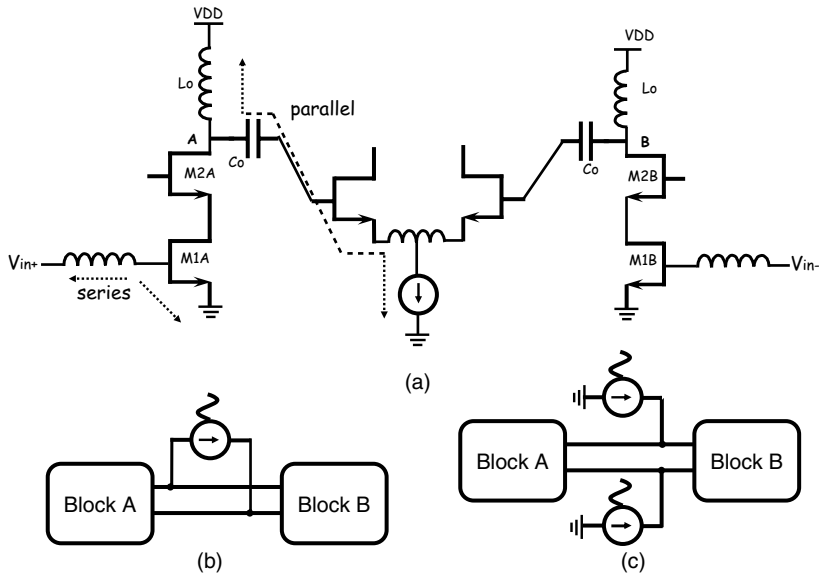 VDD
VDD
Lo
Lo
parallel
A
B
Co
Co
M2A
M2B
Vin+
M1A
M1B
Vin-
series
(a)
Block A
Block B
Block A
Block B
(b)
(c)